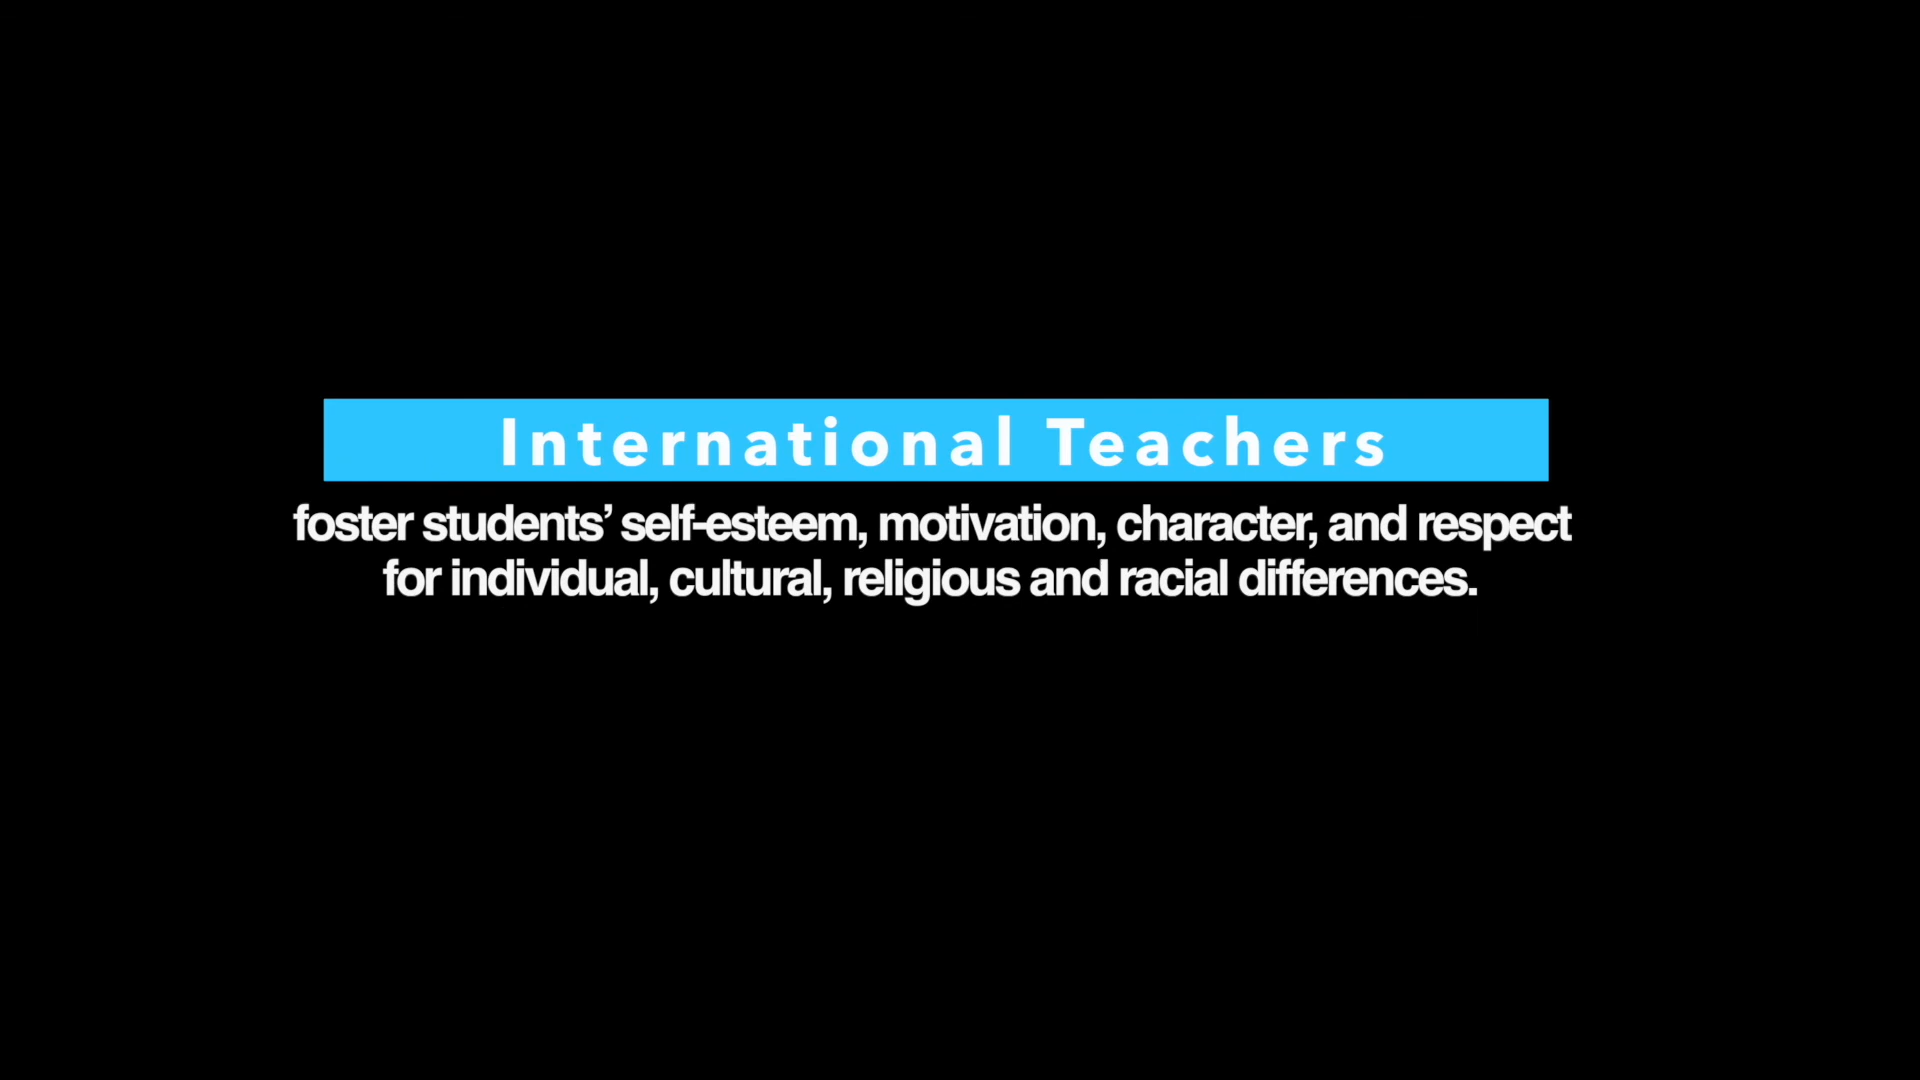 International Teachers
foster students’ self-esteem, motivation, character, and respect
for individual, cultural, religious and racial differences.